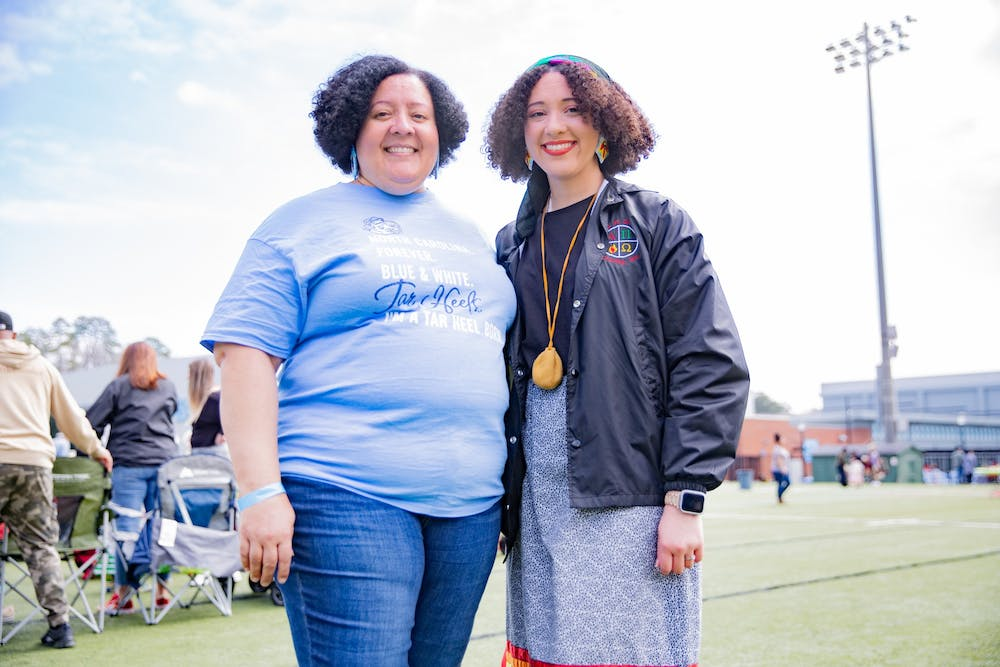 NORTH CAROLINA.
FOREVER.
BLUE & WHITE.
Tar Heels
I'M A TAR HEEL BORN
Π
Ω